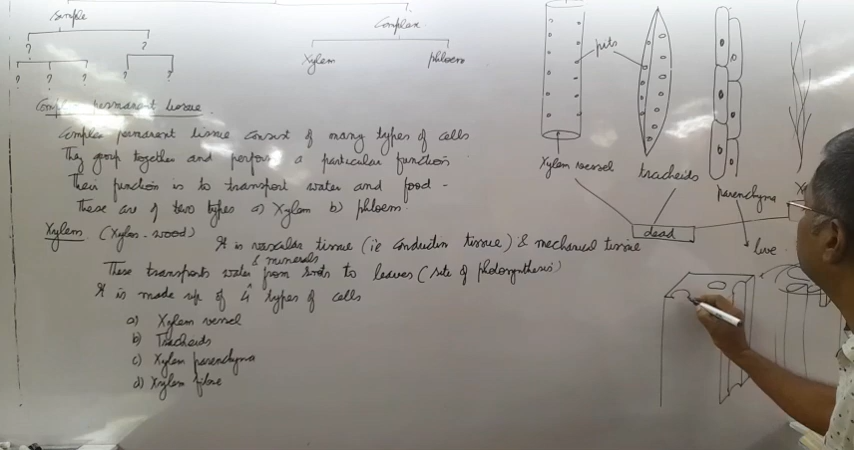 Simple
Complex
? ?
Xylem phloem
? ? ? ? ?
permanent tissue
Complex permanent tissue consist of many types of cells
They group together and perform a particular function
Their function is to transport water and food -
These are of two types a) Xylem b) phloem.
Xylem (Xylos - wood) It is vascular tissue (ie conductin tissue) & mechanical tissue
& minerals
These transports water from roots to leaves (site of photosynthesis)
It is made up of 4 types of cells
a) Xylem vessel
b) Tracheids
c) Xylem parenchyma
d) Xylem fibre
pits
Xylem vessel
tracheids
parenchyma
dead
live